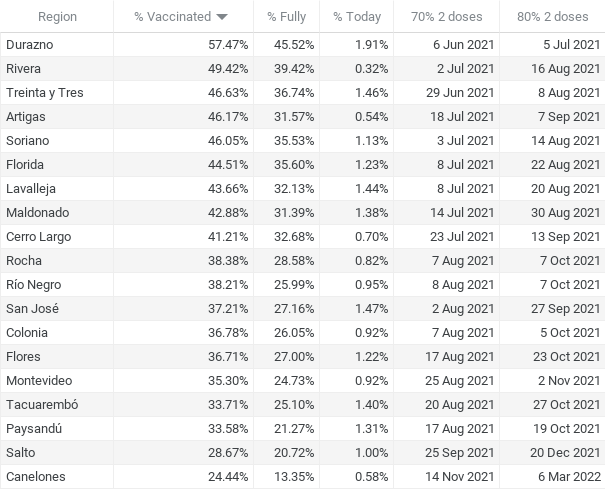 Region % Vaccinated % Fully % Today 70% 2 doses 80% 2 doses
Durazno 57.47% 45.52% 1.91% 6 Jun 2021 5 Jul 2021
Rivera 49.42% 39.42% 0.32% 2 Jul 2021 16 Aug 2021
Treinta y Tres 46.63% 36.74% 1.46% 29 Jun 2021 8 Aug 2021
Artigas 46.17% 31.57% 0.54% 18 Jul 2021 7 Sep 2021
Soriano 46.05% 35.53% 1.13% 3 Jul 2021 14 Aug 2021
Florida 44.51% 35.60% 1.23% 8 Jul 2021 22 Aug 2021
Lavalleja 43.66% 32.13% 1.44% 8 Jul 2021 20 Aug 2021
Maldonado 42.88% 31.39% 1.38% 14 Jul 2021 30 Aug 2021
Cerro Largo 41.21% 32.68% 0.70% 23 Jul 2021 13 Sep 2021
Rocha 38.38% 28.58% 0.82% 7 Aug 2021 7 Oct 2021
Río Negro 38.21% 25.99% 0.95% 8 Aug 2021 7 Oct 2021
San José 37.21% 27.16% 1.47% 2 Aug 2021 27 Sep 2021
Colonia 36.78% 26.05% 0.92% 7 Aug 2021 5 Oct 2021
Flores 36.71% 27.00% 1.22% 17 Aug 2021 23 Oct 2021
Montevideo 35.30% 24.73% 0.92% 25 Aug 2021 2 Nov 2021
Tacuarembó 33.71% 25.10% 1.40% 20 Aug 2021 27 Oct 2021
Paysandú 33.58% 21.27% 1.31% 17 Aug 2021 19 Oct 2021
Salto 28.67% 20.72% 1.00% 25 Sep 2021 20 Dec 2021
Canelones 24.44% 13.35% 0.58% 14 Nov 2021 6 Mar 2022